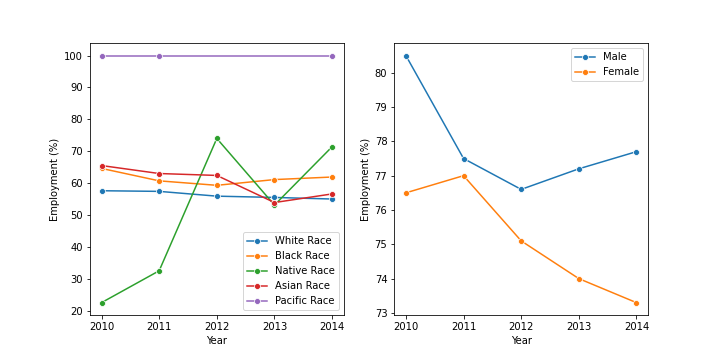 Employment (%)
100
90
80
70
60
50
40
30
20
2010 2011 2012 2013 2014
Year
White Race
Black Race
Native Race
Asian Race
Pacific Race
Employment (%)
80
79
78
77
76
75
74
73
2010 2011 2012 2013 2014
Year
Male
Female